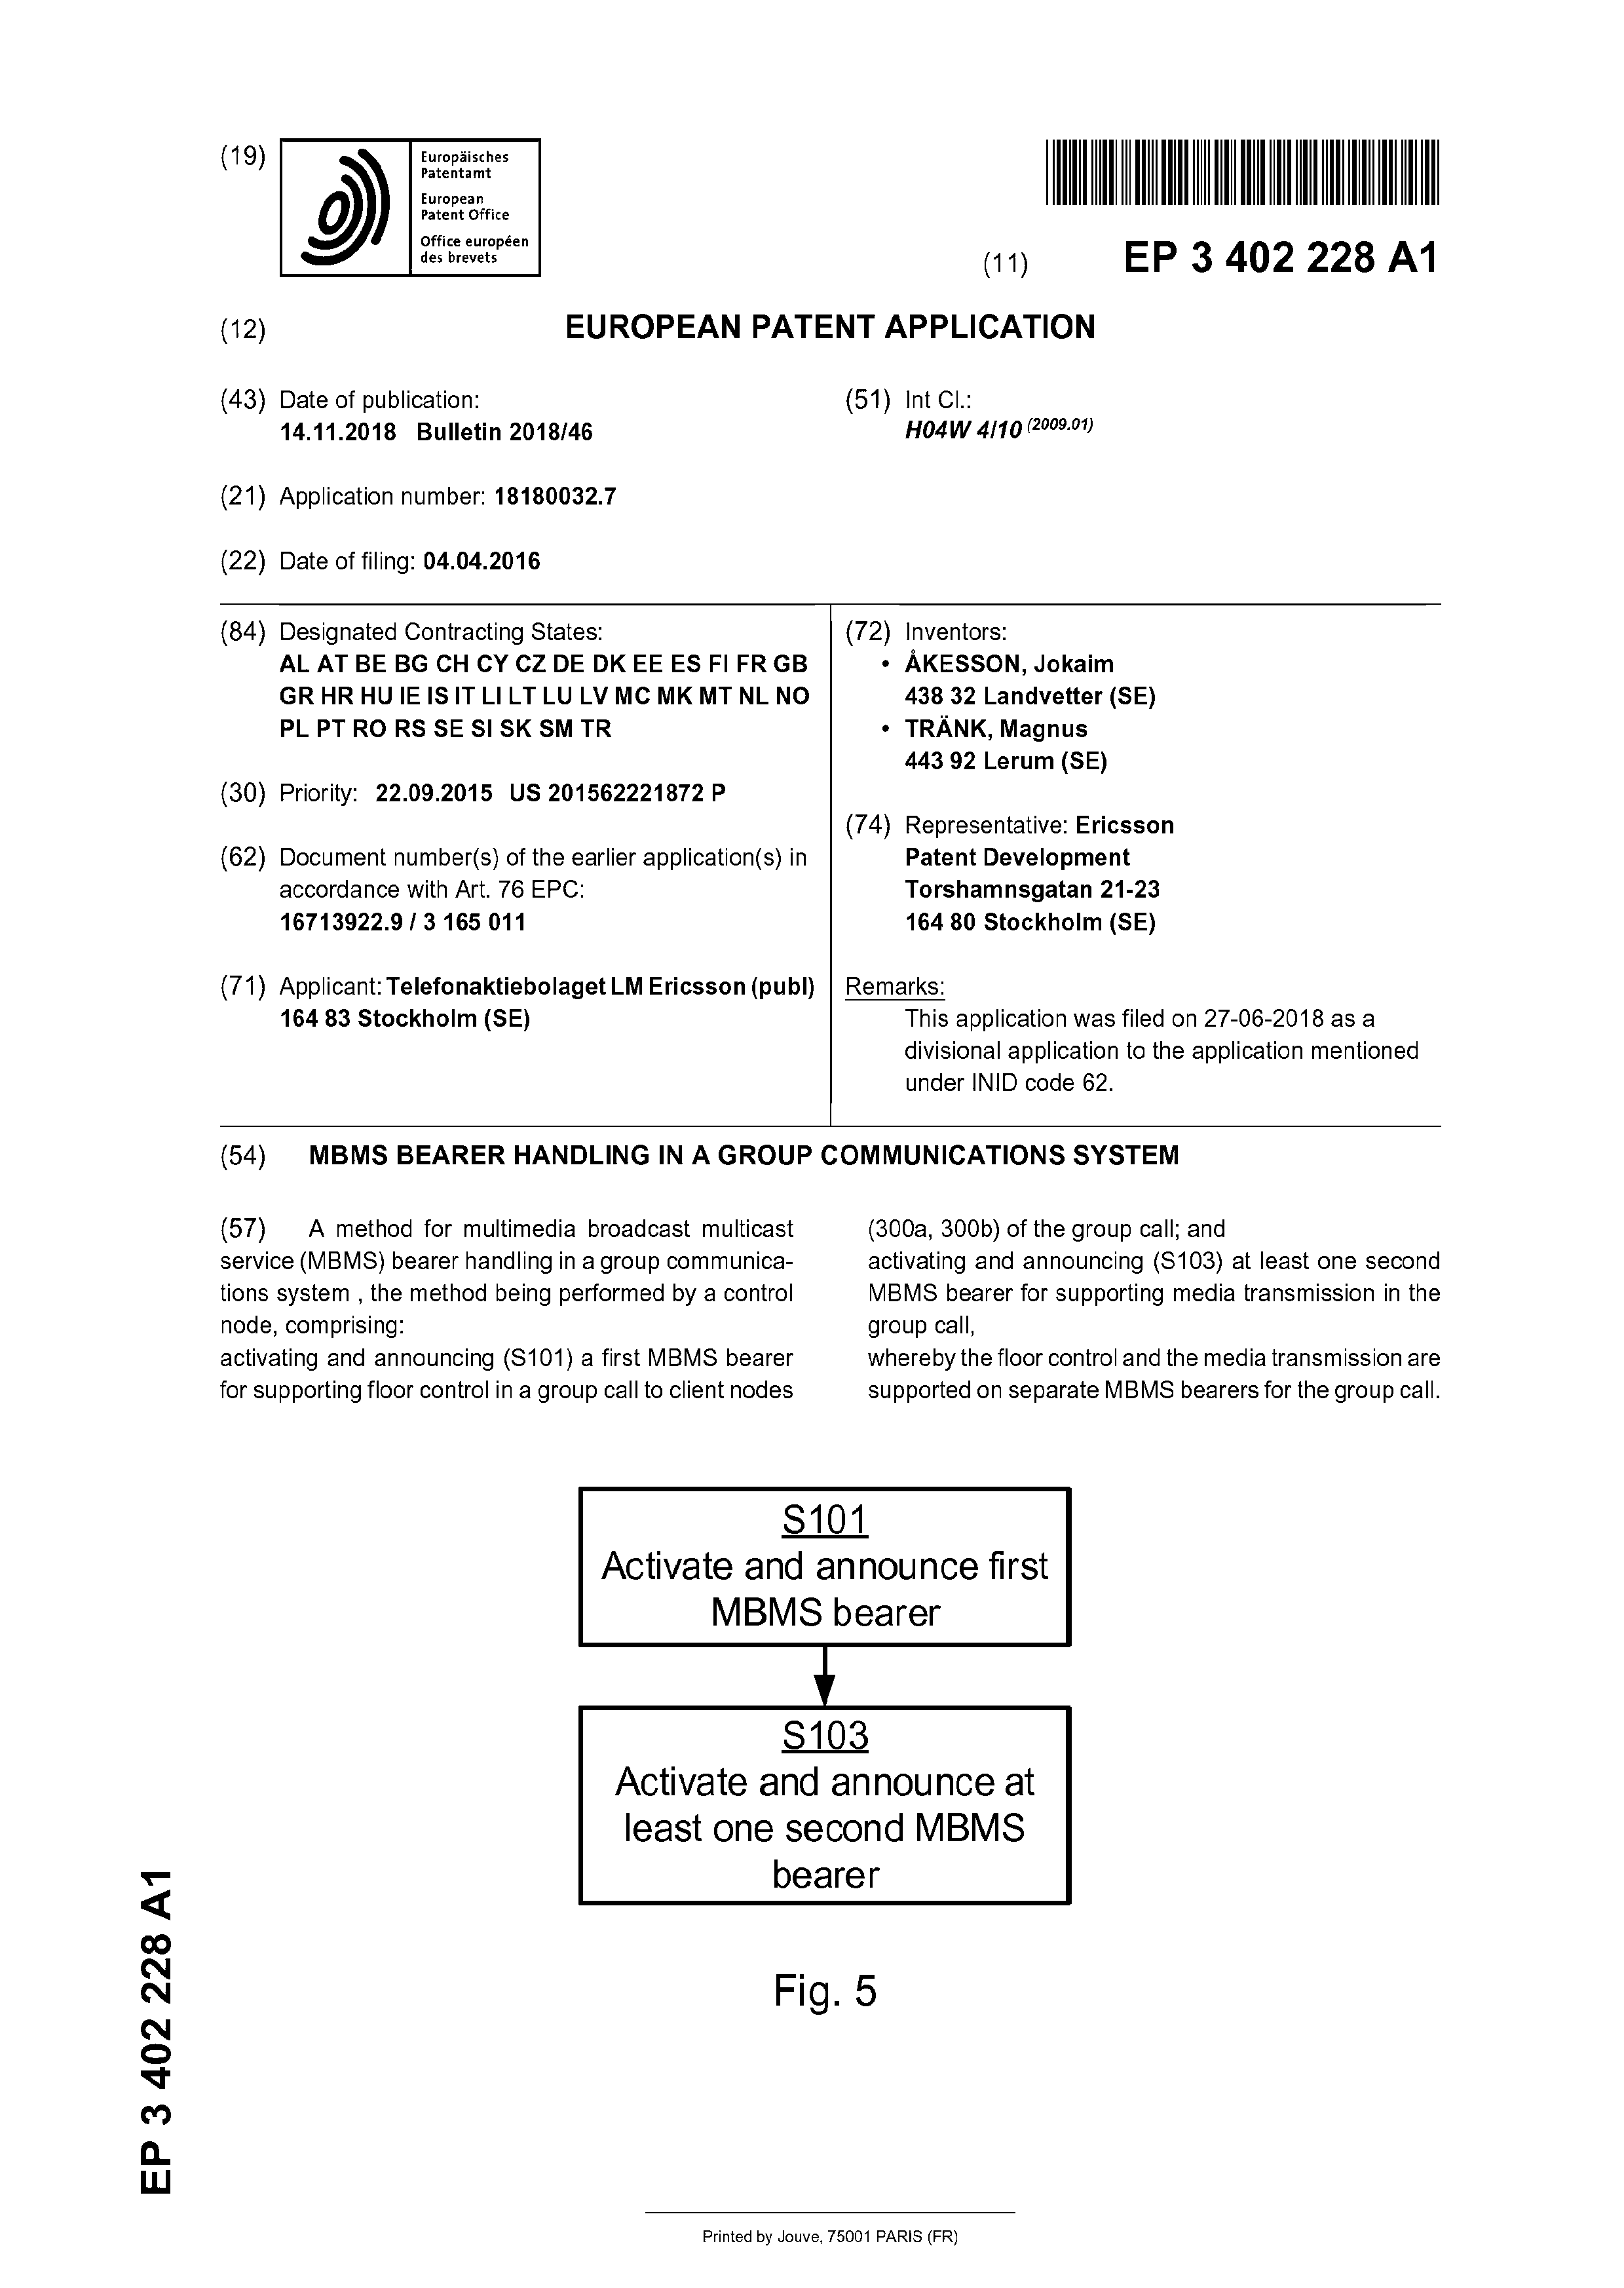 (19)
Europäisches
Patentamt
European
Patent Office
Office européen
des brevets
(11) EP 3 402 228 A1
(12) EUROPEAN PATENT APPLICATION
(43) Date of publication:
14.11.2018 Bulletin 2018/46
(51) Int Cl.:
H04W 4/10 (2009.01)
(21) Application number: 18180032.7
(22) Date of filing: 04.04.2016
(84) Designated Contracting States:
AL AT BE BG CH CY CZ DE DK EE ES FI FR GB
GR HR HU IE IS IT LI LT LU LV MC MK MT NL NO
PL PT RO RS SE SI SK SM TR
(30) Priority: 22.09.2015 US 201562221872 P
(62) Document number(s) of the earlier application(s) in
accordance with Art. 76 EPC:
16713922.9 / 3 165 011
(71) Applicant: Telefonaktiebolaget LM Ericsson (publ)
164 83 Stockholm (SE)
(72) Inventors:
• ÅKESSON, Jokaim
438 32 Landvetter (SE)
• TRÄNK, Magnus
443 92 Lerum (SE)
(74) Representative: Ericsson
Patent Development
Torshamnsgatan 21-23
164 80 Stockholm (SE)
Remarks:
This application was filed on 27-06-2018 as a
divisional application to the application mentioned
under INID code 62.
(54) MBMS BEARER HANDLING IN A GROUP COMMUNICATIONS SYSTEM
(57) A method for multimedia broadcast multicast
service (MBMS) bearer handling in a group communica-
tions system , the method being performed by a control
node, comprising:
activating and announcing (S101) a first MBMS bearer
for supporting floor control in a group call to client nodes
(300a, 300b) of the group call; and
activating and announcing (S103) at least one second
MBMS bearer for supporting media transmission in the
group call,
whereby the floor control and the media transmission are
supported on separate MBMS bearers for the group call.
S101
Activate and announce first
MBMS bearer
S103
Activate and announce at
least one second MBMS
bearer
Fig. 5
EP 3 402 228 A1
Printed by Jouve, 75001 PARIS (FR)